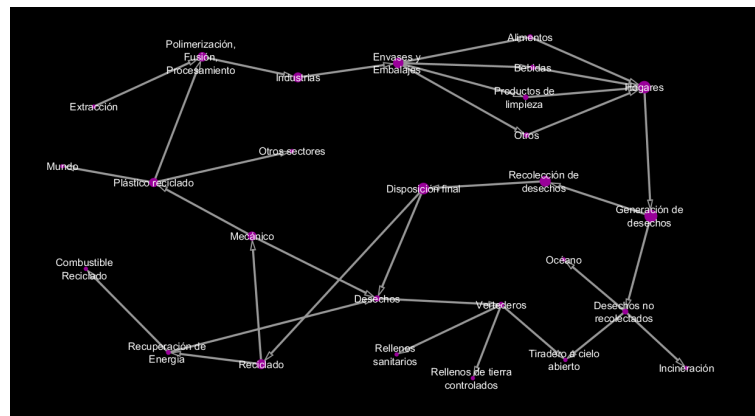 Polimerización,
Fusión,
Procesamiento
Industrias
Envases y
Embalajes
Alimentos
Bebidas
Productos de
limpieza
Otros
Hogares
Extracción
Otros sectores
Mundo
Plástico reciclado
Disposición final
Recolección de
desechos
Generación de
desechos
Mecánico
Combustible
Reciclado
Océano
Desechos
Vertederos
Desechos no
recolectados
Recuperación de
Energía
Reciclado
Rellenos
sanitarios
Rellenos de tierra
controlados
Tiradero a cielo
abierto
Incineración